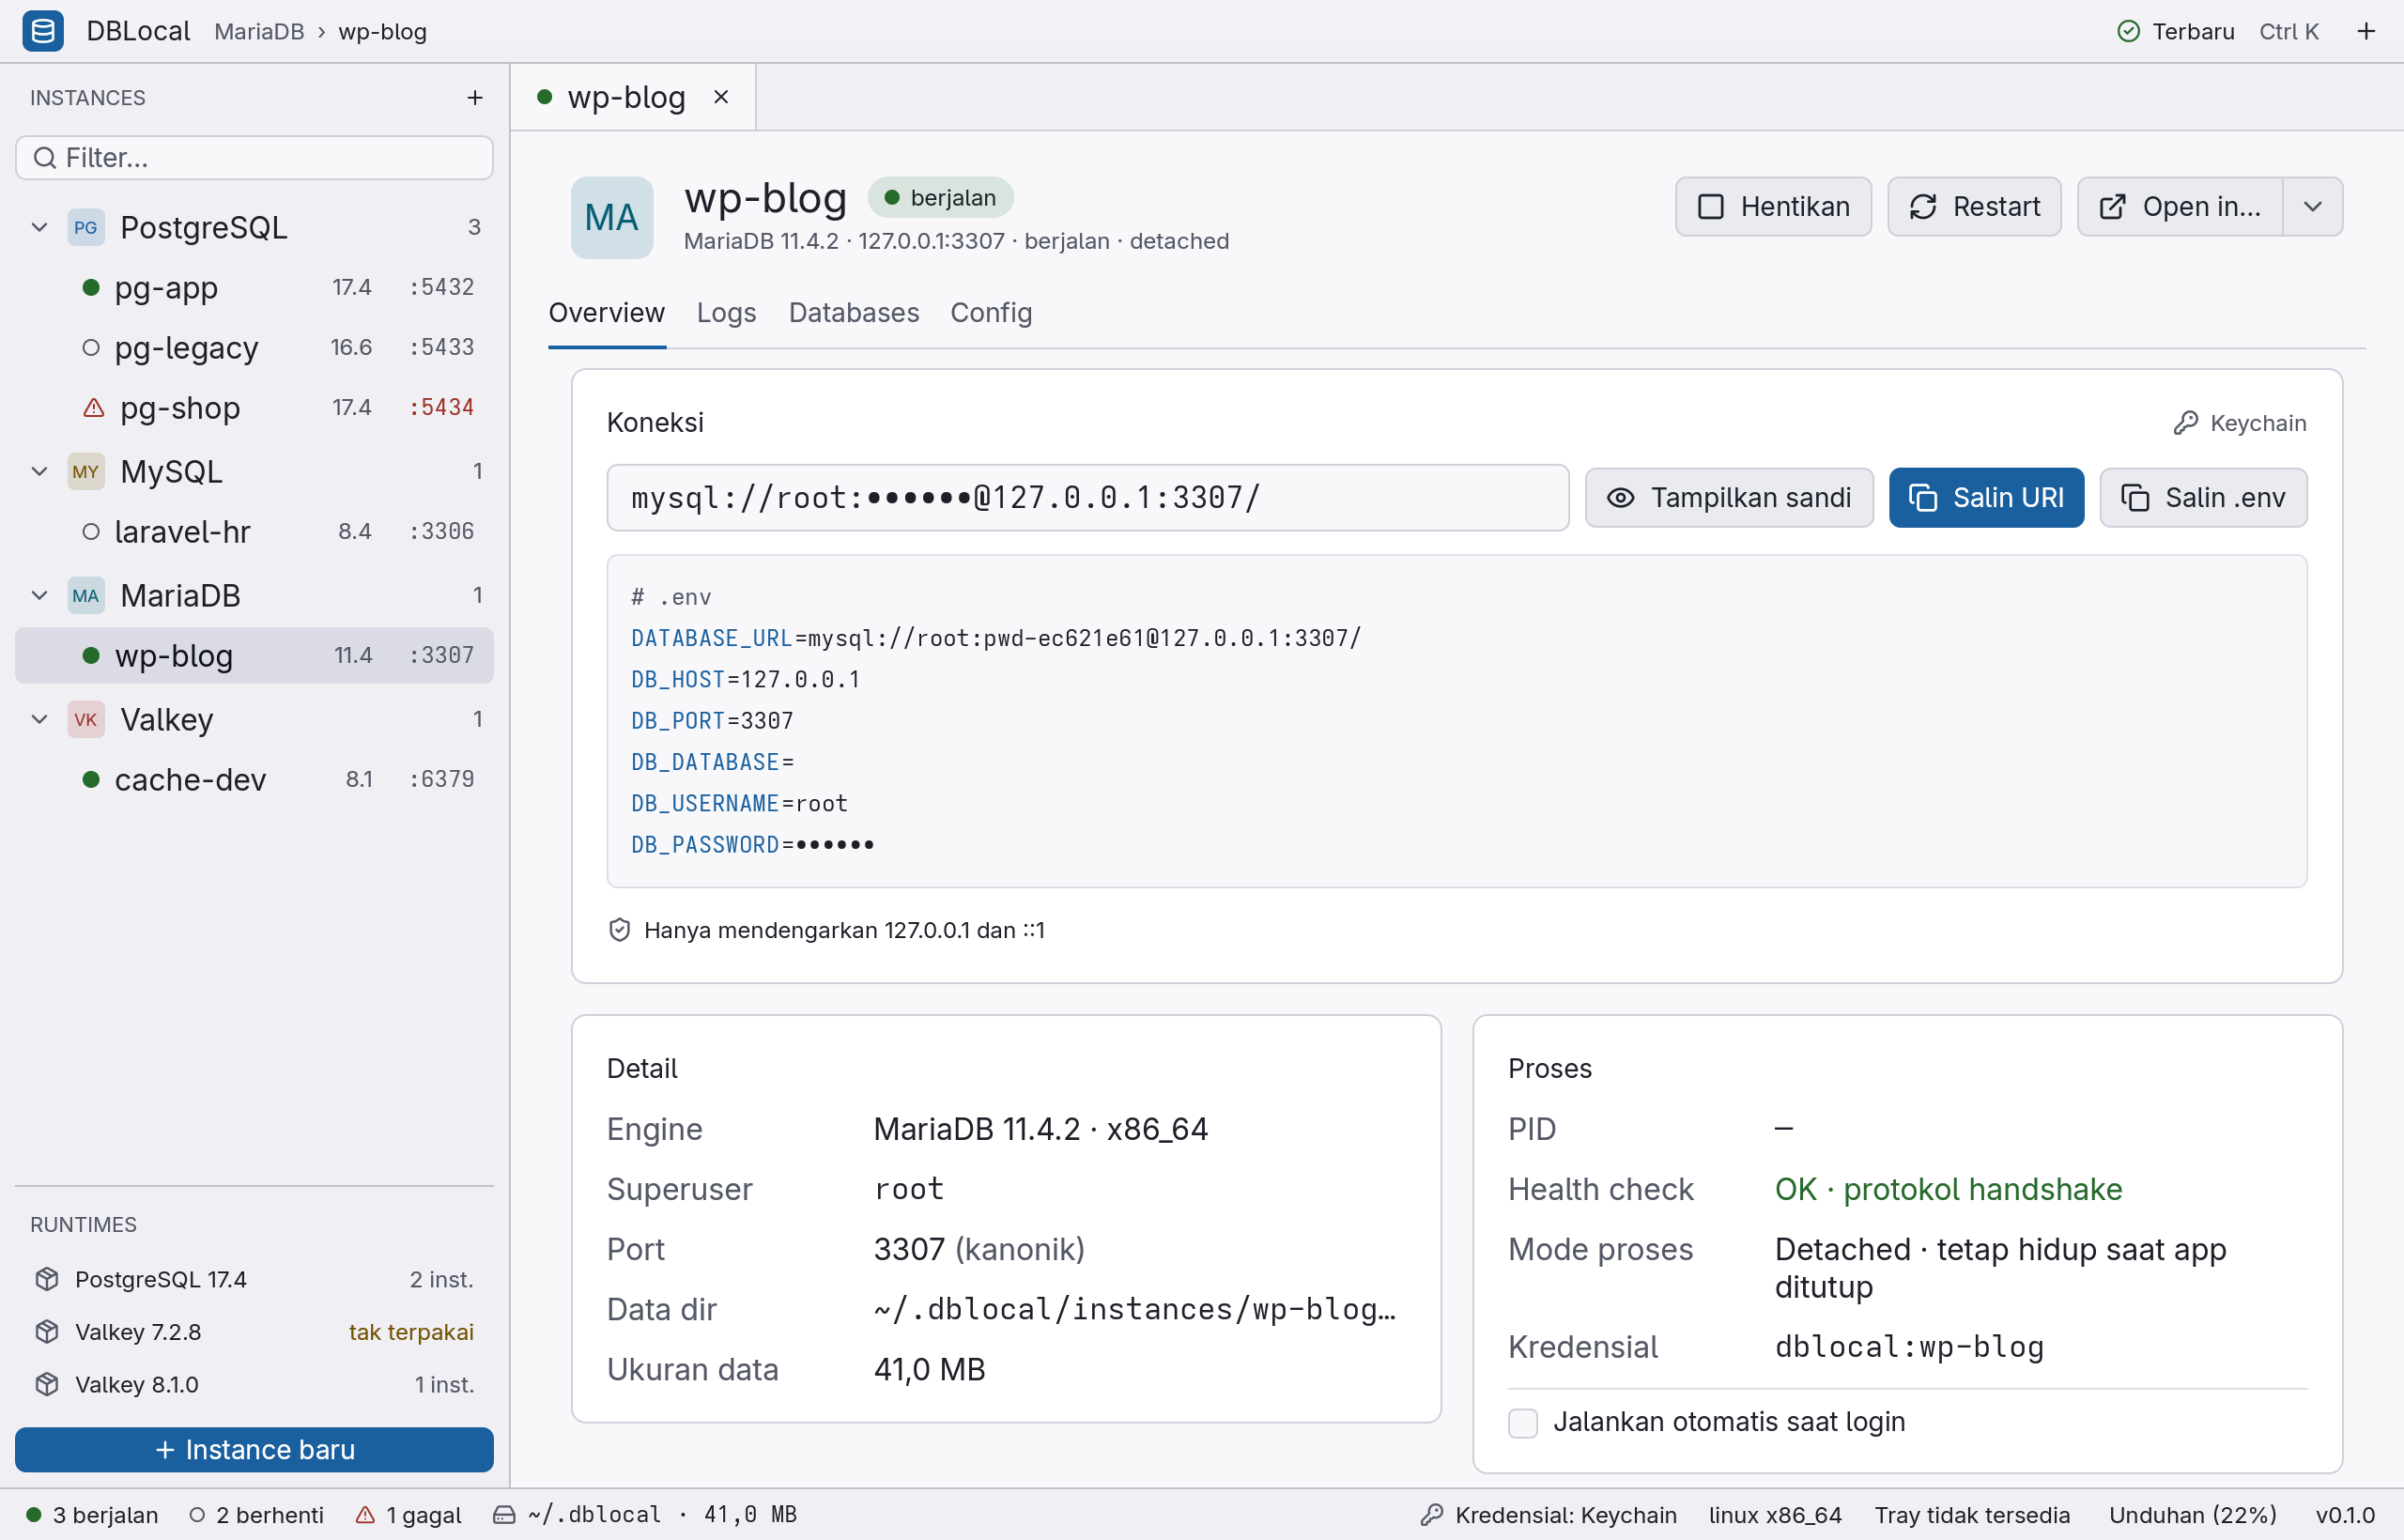 DBLocal MariaDB › wp-blog
Terbaru Ctrl K +
INSTANCES +
Filter...
PG PostgreSQL 3
pg-app 17.4 :5432
pg-legacy 16.6 :5433
pg-shop 17.4 :5434
MY MySQL 1
laravel-hr 8.4 :3306
MA MariaDB 1
wp-blog 11.4 :3307
VK Valkey 1
cache-dev 8.1 :6379
RUNTIMES
PostgreSQL 17.4 2 inst.
Valkey 7.2.8 tak terpakai
Valkey 8.1.0 1 inst.
+ Instance baru
wp-blog ×
MA wp-blog berjalan
MariaDB 11.4.2 · 127.0.0.1:3307 · berjalan · detached
Hentikan Restart Open in...
Overview Logs Databases Config
Koneksi Keychain
mysql://root:••••••@127.0.0.1:3307/ Tampilkan sandi Salin URI Salin .env
# .env
DATABASE_URL=mysql://root:pwd-ec621e61@127.0.0.1:3307/
DB_HOST=127.0.0.1
DB_PORT=3307
DB_DATABASE=
DB_USERNAME=root
DB_PASSWORD=••••••
Hanya mendengarkan 127.0.0.1 dan ::1
Detail
Engine MariaDB 11.4.2 · x86_64
Superuser root
Port 3307 (kanonik)
Data dir ~/.dblocal/instances/wp-blog…
Ukuran data 41,0 MB
Proses
PID —
Health check OK · protokol handshake
Mode proses Detached · tetap hidup saat app
ditutup
Kredensial dblocal:wp-blog
Jalankan otomatis saat login
3 berjalan 2 berhenti 1 gagal ~/.dblocal · 41,0 MB
Kredensial: Keychain linux x86_64 Tray tidak tersedia Unduhan (22%) v0.1.0